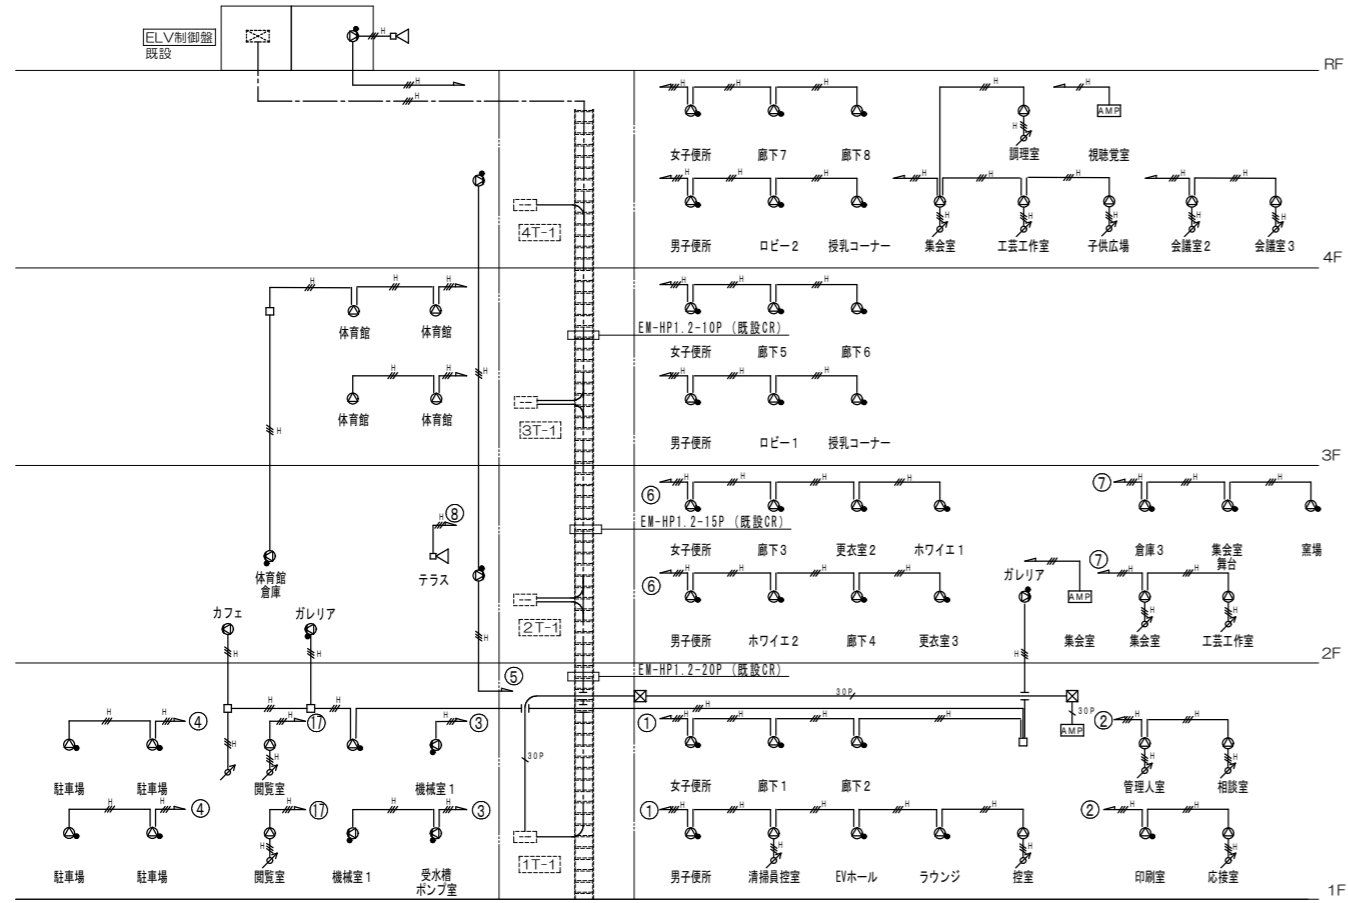 ELV制御盤
既設
H
RF
H
H
H
H
H
H
H
AMP
H
女子便所
廊下7
廊下8
調理室
視聴覚室
H
H
H
H
H
H
H
H
4T-1
H
H
H
H
男子便所
ロビー2
授乳コーナー
集会室
工芸工作室
子供広場
会議室2
会議室3
4F
H
H
H
H
H
H
体育館
体育館
EM-HP1.2-10P (既設CR)
女子便所
廊下5
廊下6
H
H
H
H
H
H
体育館
体育館
3T-1
H
男子便所
ロビー1
授乳コーナー
3F
⑥
H
H
H
H
⑦
H
H
H
H
⑧
EM-HP1.2-15P (既設CR)
女子便所
廊下3
更衣室2
ホワイエ1
倉庫3
集会室
舞台
窯場
体育館
倉庫
テラス
⑥
H
H
H
H
ガレリア
H
AMP
⑦
H
H
H
H
カフェ
ガレリア
2T-1
男子便所
ホワイエ2
廊下4
更衣室3
集会室
集会室
工芸工作室
H
H
H
H
2F
EM-HP1.2-20P (既設CR)
⑤
30P
H
H
H
30P
AMP
H
④
H
⑰
H
③
①
H
H
H
H
②
H
H
H
H
30P
H
H
駐車場
駐車場
閲覧室
機械室1
女子便所
廊下1
廊下2
管理人室
相談室
H
H
④
H
⑰
H
H
③
①
H
H
H
H
H
②
H
H
H
1T-1
H
H
H
駐車場
駐車場
閲覧室
機械室1
受水槽
ポンプ室
男子便所
清掃員控室
EVホール
ラウンジ
控室
印刷室
応接室
1F